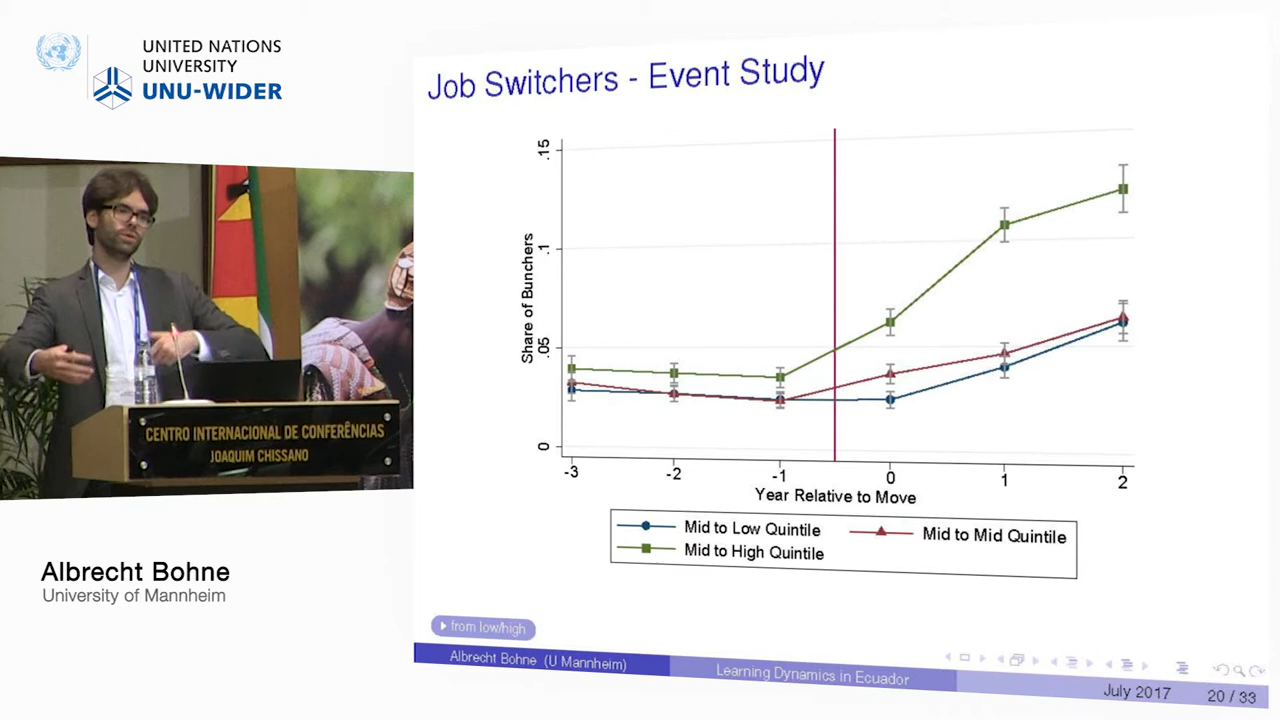 UNITED NATIONS
UNIVERSITY
UNU-WIDER
CENTRO INTERNACIONAL DE CONFERÊNCIAS
JOAQUIM CHISSANO
Albrecht Bohne
University of Mannheim
Job Switchers - Event Study
Share of Bunchers
.15
.1
.05
0
-3 -2 -1 0 1 2
Year Relative to Move
Mid to Low Quintile Mid to Mid Quintile
Mid to High Quintile
from low/high
Albrecht Bohne (U Mannheim) Learning Dynamics in Ecuador July 2017 20 / 33